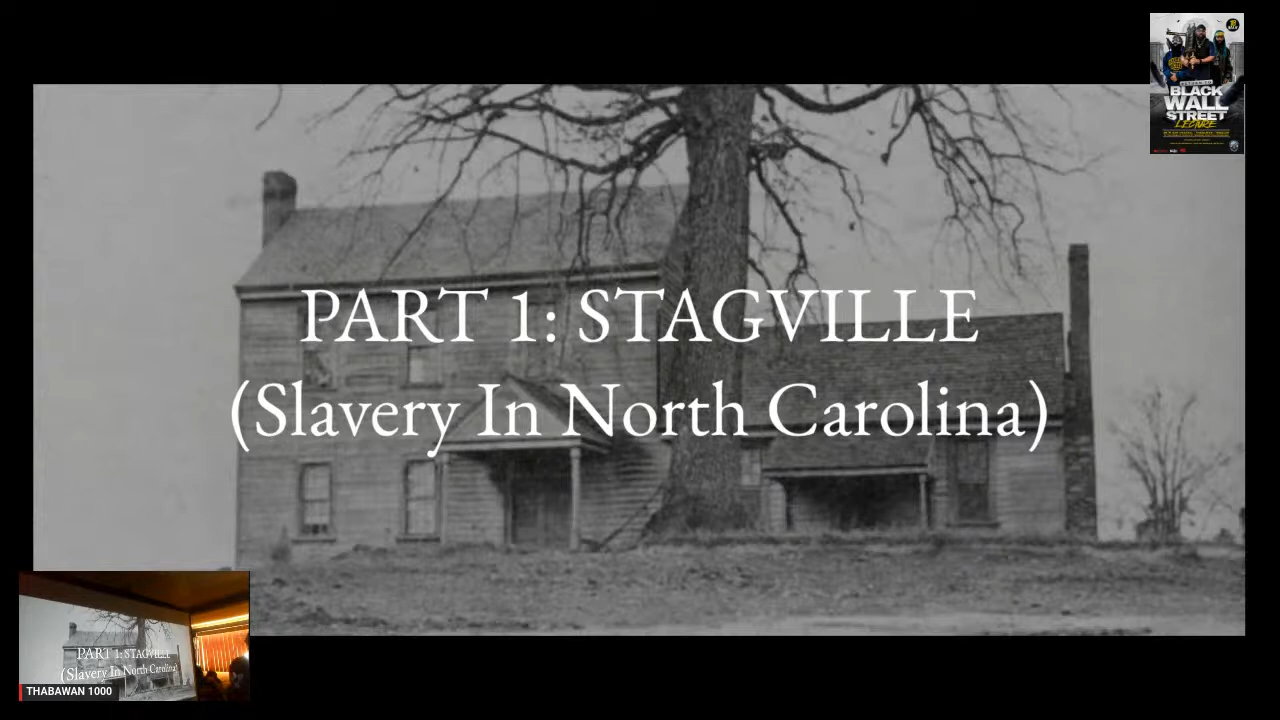 PART 1: STAGVILLE
(Slavery In North Carolina)
BLACK
WALL
STREET
LECTURE
PART 1: STAGVILLE
(Slavery In North Carolina)
THABAWAN 1000